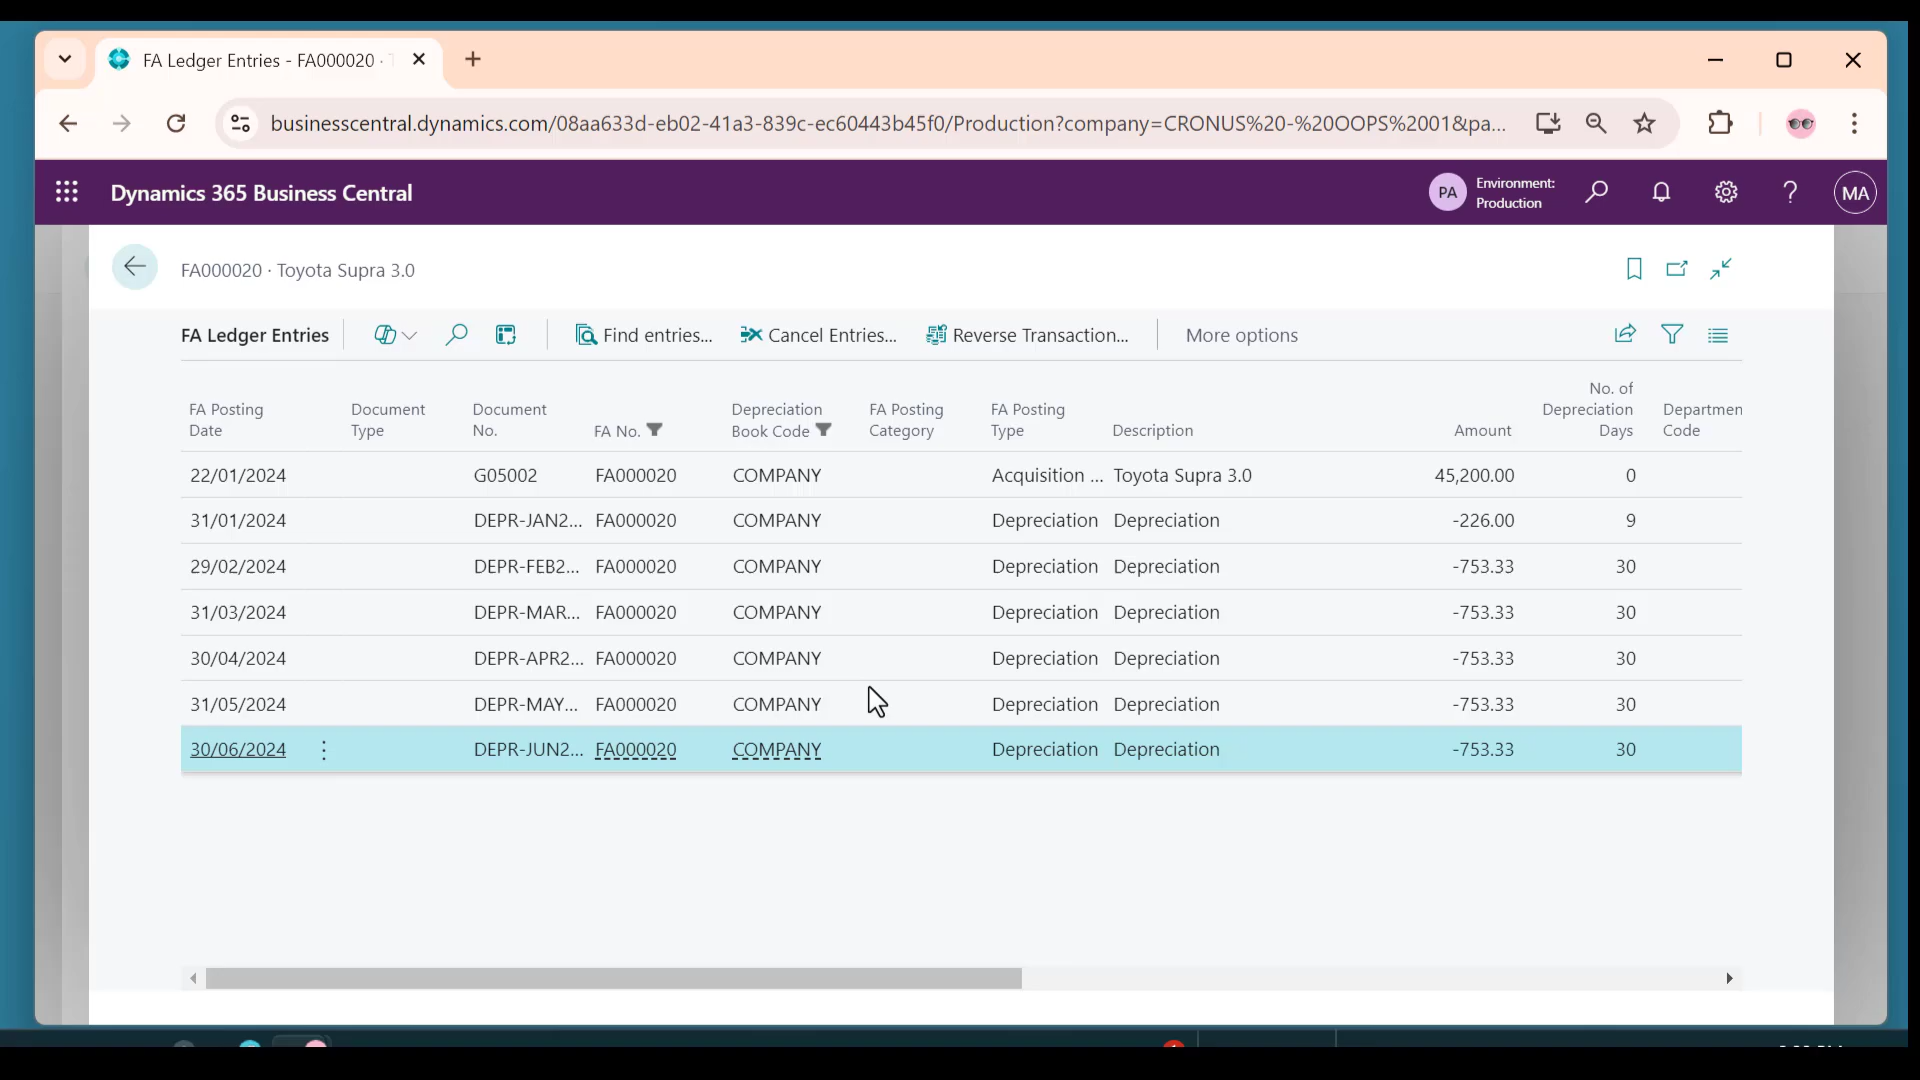 FA Ledger Entries - FA000020 ·
businesscentral.dynamics.com/08aa633d-eb02-41a3-839c-ec60443b45f0/Production?company=CRONUS%20-%20OOPS%2001&pa...
Dynamics 365 Business Central
PA
Environment:
Production
MA
FA000020 · Toyota Supra 3.0
FA Ledger Entries
Find entries...
Cancel Entries...
Reverse Transaction...
More options
FA Posting Date
Document Type
Document No.
FA No.
Depreciation Book Code
FA Posting Category
FA Posting Type
Description
Amount
No. of Depreciation Days
Departmen Code
22/01/2024 G05002 FA000020 COMPANY Acquisition ... Toyota Supra 3.0 45,200.00 0
31/01/2024 DEPR-JAN2... FA000020 COMPANY Depreciation Depreciation -226.00 9
29/02/2024 DEPR-FEB2... FA000020 COMPANY Depreciation Depreciation -753.33 30
31/03/2024 DEPR-MAR... FA000020 COMPANY Depreciation Depreciation -753.33 30
30/04/2024 DEPR-APR2... FA000020 COMPANY Depreciation Depreciation -753.33 30
31/05/2024 DEPR-MAY... FA000020 COMPANY Depreciation Depreciation -753.33 30
30/06/2024 DEPR-JUN2... FA000020 COMPANY Depreciation Depreciation -753.33 30